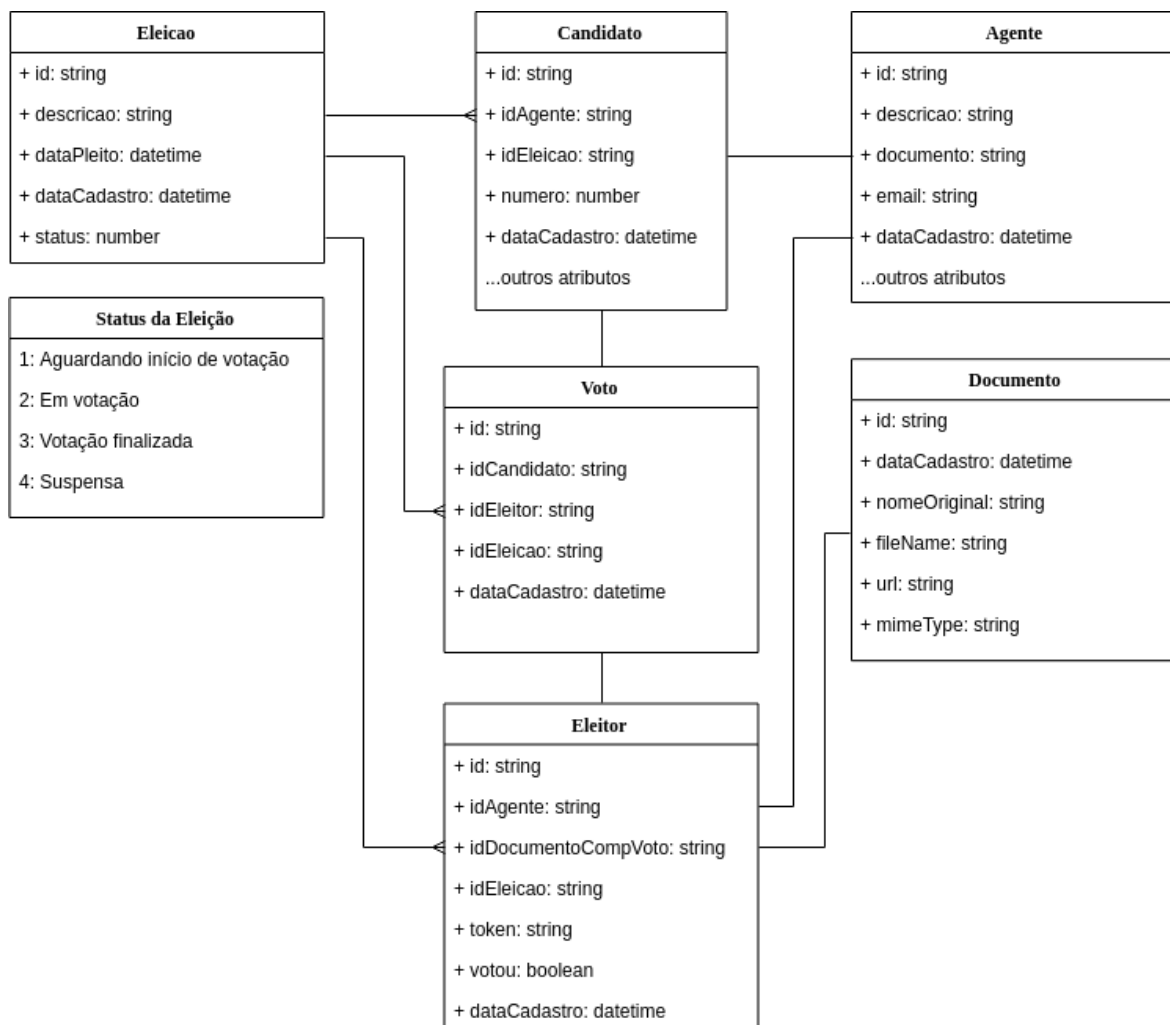 Eleicao
+ id: string
+ descricao: string
+ dataPleito: datetime
+ dataCadastro: datetime
+ status: number
Candidato
+ id: string
+ idAgente: string
+ idEleicao: string
+ numero: number
+ dataCadastro: datetime
...outros atributos
Agente
+ id: string
+ descricao: string
+ documento: string
+ email: string
+ dataCadastro: datetime
...outros atributos
Status da Eleição
1: Aguardando início de votação
2: Em votação
3: Votação finalizada
4: Suspensa
Voto
+ id: string
+ idCandidato: string
+ idEleitor: string
+ idEleicao: string
+ dataCadastro: datetime
Documento
+ id: string
+ dataCadastro: datetime
+ nomeOriginal: string
+ fileName: string
+ url: string
+ mimeType: string
Eleitor
+ id: string
+ idAgente: string
+ idDocumentoCompVoto: string
+ idEleicao: string
+ token: string
+ votou: boolean
+ dataCadastro: datetime